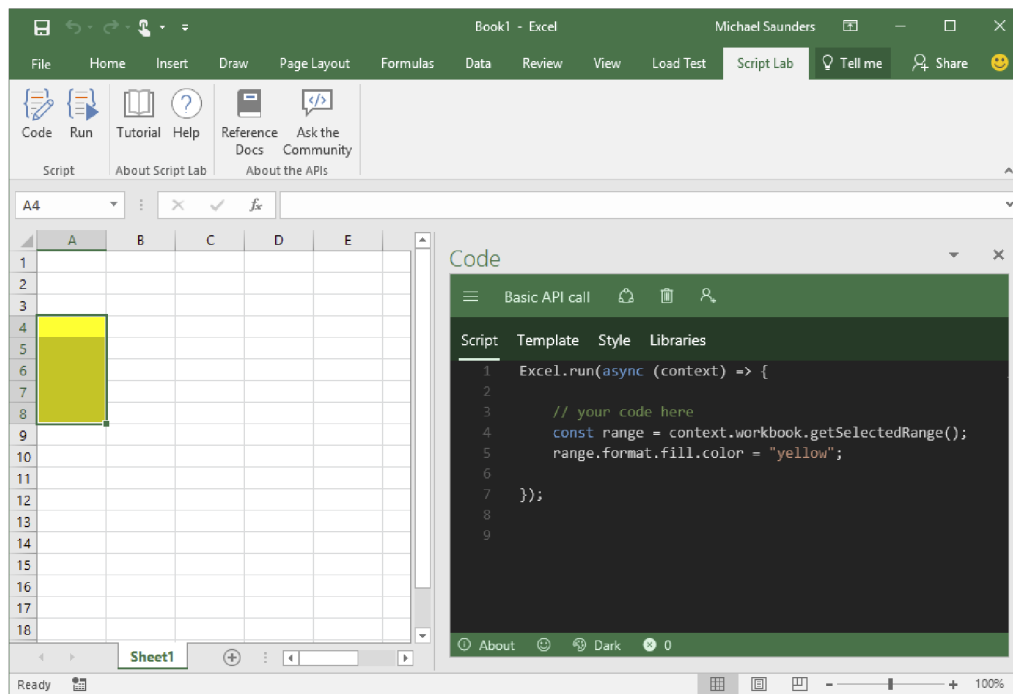 Book1 - Excel
Michael Saunders
File Home Insert Draw Page Layout Formulas Data Review View Load Test Script Lab Tell me Share
Code Run Tutorial Help Reference Docs Ask the Community
Script About Script Lab About the APIs
A4 fx
A B C D E
1
2
3
4
5
6
7
8
9
10
11
12
13
14
15
16
17
18
Code
Basic API call
Script Template Style Libraries
1 Excel.run(async (context) => {
2
3 // your code here
4 const range = context.workbook.getSelectedRange();
5 range.format.fill.color = "yellow";
6
7 });
8
9
About Dark 0
Sheet1
Ready 100%